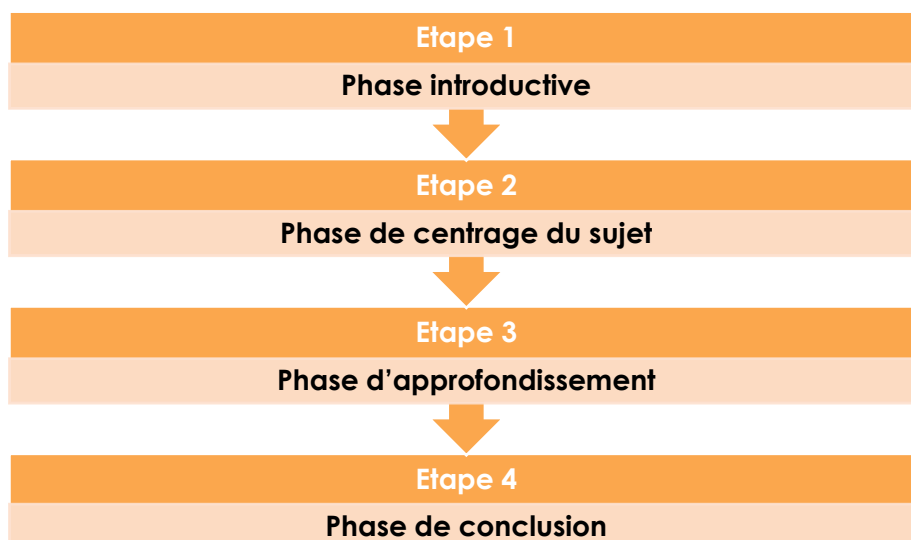 Etape 1
Phase introductive
Etape 2
Phase de centrage du sujet
Etape 3
Phase d’approfondissement
Etape 4
Phase de conclusion